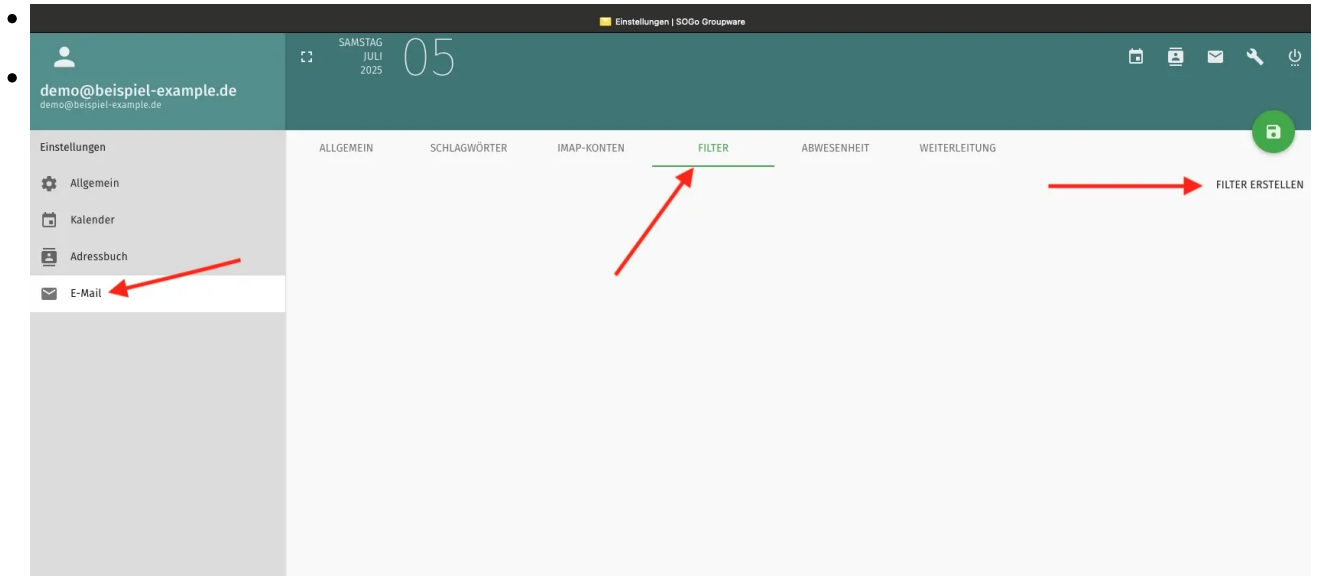 Einstellungen | SOGo Groupware
demo@beispiel-example.de
demo@beispiel-example.de
SAMSTAG
JULI
2025
05
Einstellungen
Allgemein
Kalender
Adressbuch
E-Mail
ALLGEMEIN SCHLAGWÖRTER IMAP-KONTEN FILTER ABWESENHEIT WEITERLEITUNG
FILTER ERSTELLEN